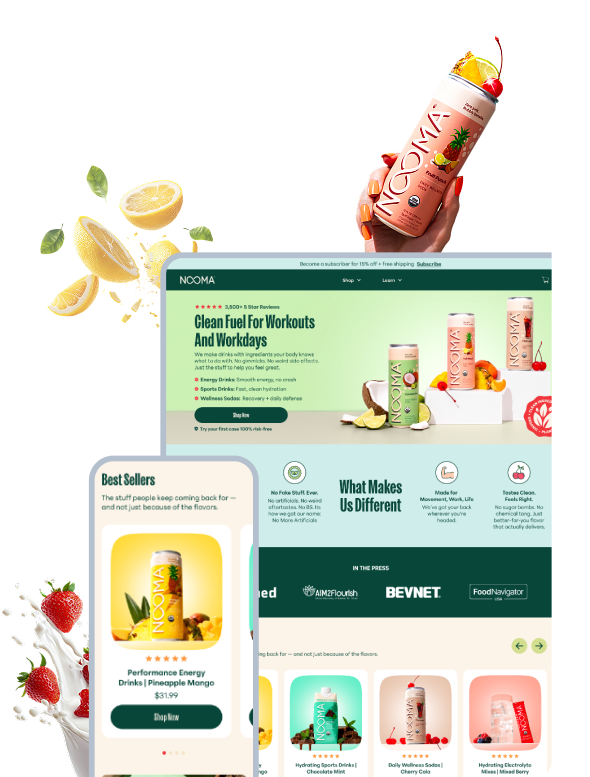 NOOMA
Fruit Punch
Become a subscriber for 15% off + free shipping Subscribe
NOOMA
Shop
Learn
3,500+ 5 Star Reviews
Clean Fuel For Workouts
And Workdays
We make drinks with ingredients your body knows
what to do with. No gimmicks. No weird side effects.
Just the stuff to help you feel great.
Energy Drinks: Smooth energy, no crash
Sports Drinks: Fast, clean hydration
Wellness Sodas: Recovery + daily defense
Shop Now
Try your first case 100% risk-free
NOOMA
NOOMA
NOOMA
No Fake Stuff. Ever.
No artificials. No weird
aftertastes. No BS. Its
how we got our name:
No More Artificials
What Makes
Us Different
Made for
Movement, Work, Life
We've got your back
wherever you're
headed.
Tastes Clean.
Feels Right.
No sugar bombs. No
chemical tang. Just
better-for-you flavor
that actually delivers.
IN THE PRESS
ned
AIM2Flourish
BEVNET
FoodNavigator
USA
ng back for — and not just because of the flavors.
Best Sellers
The stuff people keep coming back for —
and not just because of the flavors.
NOOMA
Performance Energy
Drinks | Pineapple Mango
$31.99
Shop Now
NOOMA
Hydrating Sports Drinks |
Chocolate Mint
NOOMA
Daily Wellness Sodas |
Cherry Cola
NOOMA
Hydrating Electrolyte
Mixes | Mixed Berry